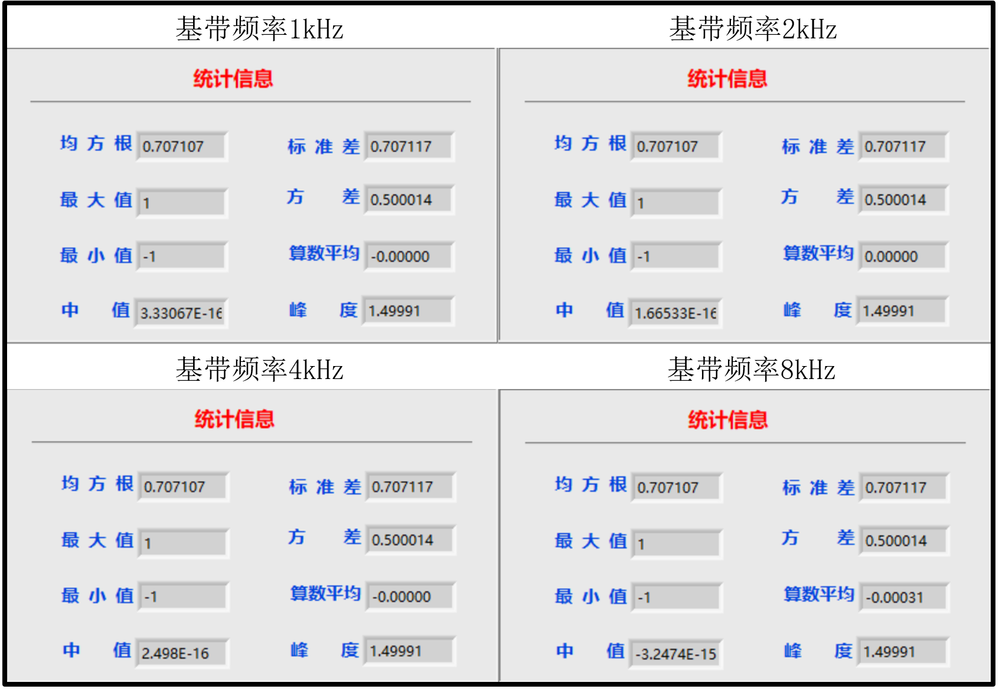 基带频率1kHz
统计信息
均方根 0.707107 标准差 0.707117
最大值 1 方差 0.500014
最小值 -1 算数平均 -0.00000
中值 3.33067E-16 峰度 1.49991
基带频率2kHz
统计信息
均方根 0.707107 标准差 0.707117
最大值 1 方差 0.500014
最小值 -1 算数平均 0.00000
中值 1.66533E-16 峰度 1.49991
基带频率4kHz
统计信息
均方根 0.707107 标准差 0.707117
最大值 1 方差 0.500014
最小值 -1 算数平均 -0.00000
中值 2.498E-16 峰度 1.49991
基带频率8kHz
统计信息
均方根 0.707107 标准差 0.707117
最大值 1 方差 0.500014
最小值 -1 算数平均 -0.00031
中值 -3.2474E-15 峰度 1.49991